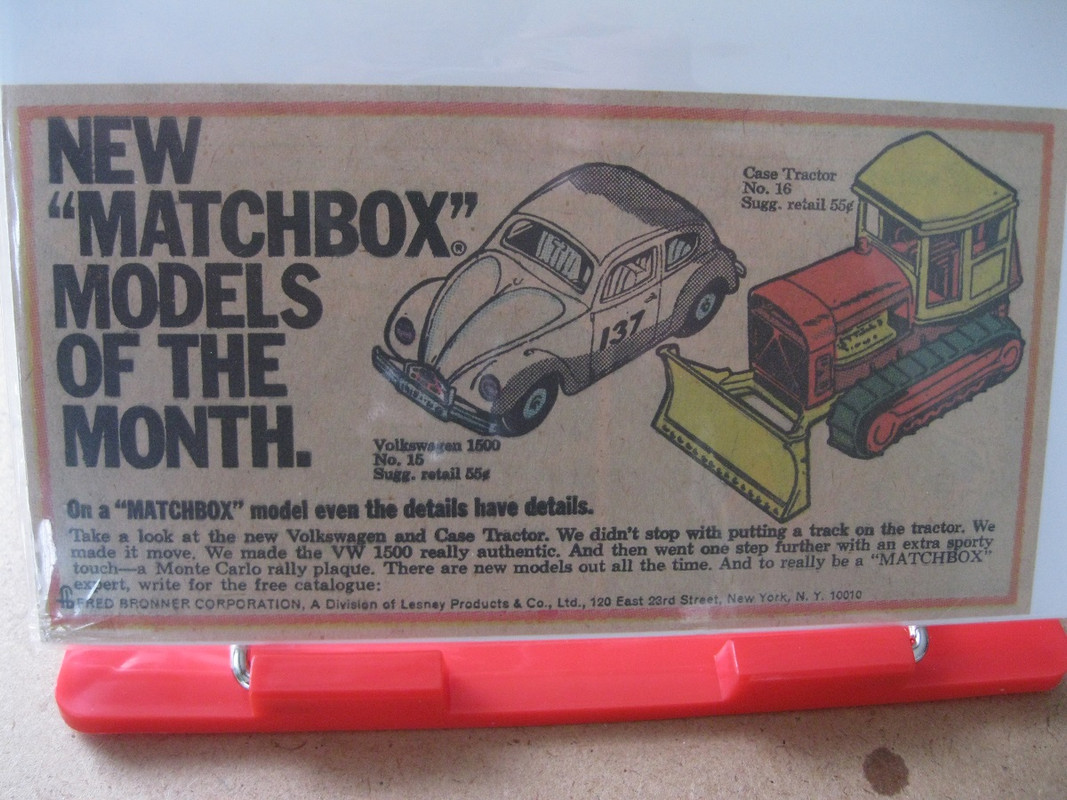 NEW
“MATCHBOX”®
MODELS
OF THE
MONTH.
Case Tractor
No. 16
Sugg. retail 55¢
137
Volkswagen 1500
No. 15
Sugg. retail 55¢
On a “MATCHBOX” model even the details have details.
Take a look at the new Volkswagen and Case Tractor. We didn't stop with putting a track on the tractor. We
made it move. We made the VW 1500 really authentic. And then went one step further with an extra sporty
touch—a Monte Carlo rally plaque. There are new models out all the time. And to really be a “MATCHBOX”
expert, write for the free catalogue:
FRED BRONNER CORPORATION, A Division of Lesney Products & Co., Ltd., 120 East 23rd Street, New York, N. Y. 10010